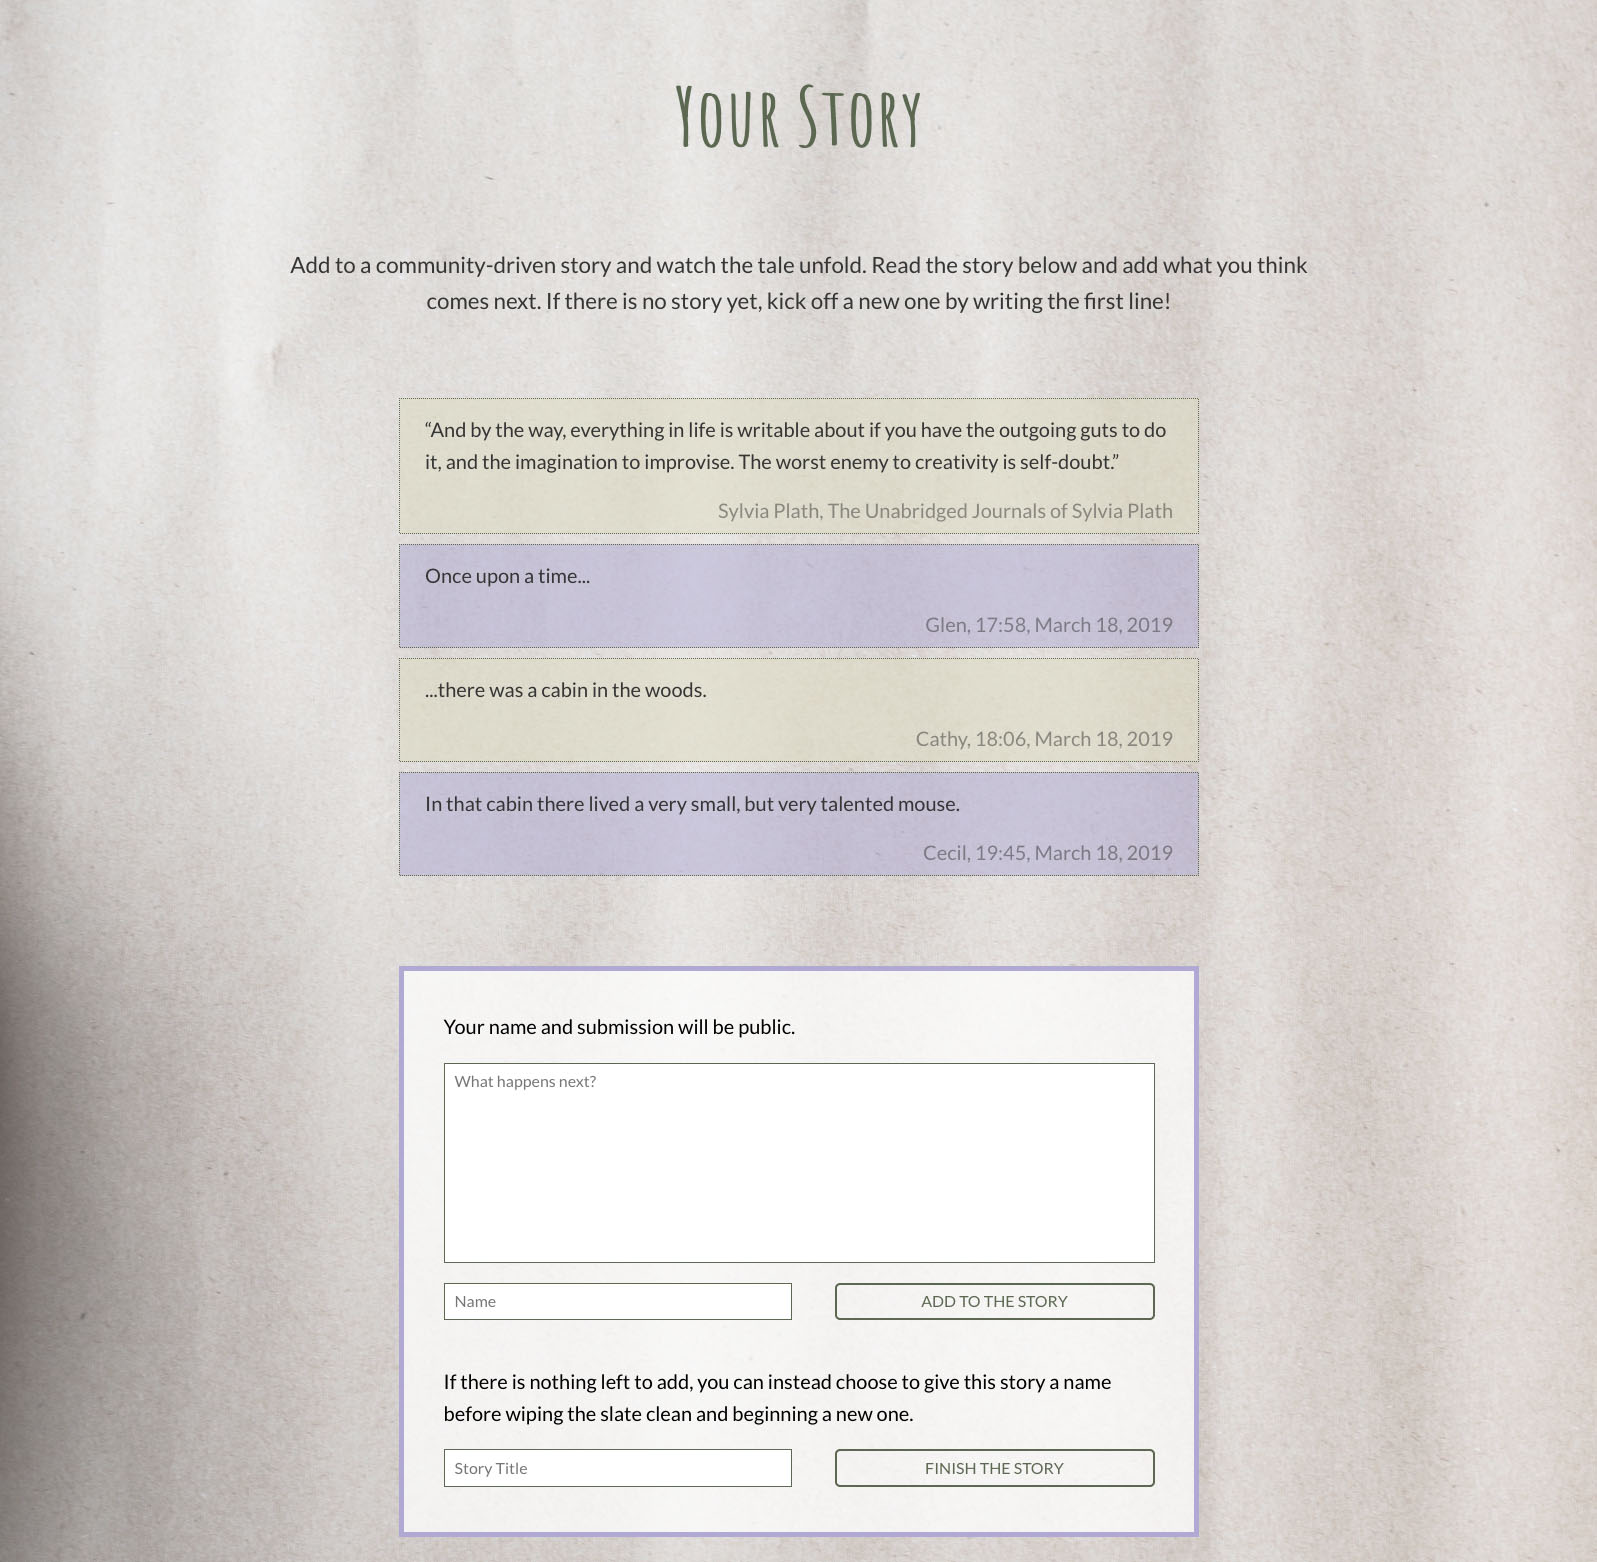 Your Story
Add to a community-driven story and watch the tale unfold. Read the story below and add what you think
comes next. If there is no story yet, kick off a new one by writing the first line!
“And by the way, everything in life is writable about if you have the outgoing guts to do
it, and the imagination to improvise. The worst enemy to creativity is self-doubt.”
Sylvia Plath, The Unabridged Journals of Sylvia Plath
Once upon a time...
Glen, 17:58, March 18, 2019
...there was a cabin in the woods.
Cathy, 18:06, March 18, 2019
In that cabin there lived a very small, but very talented mouse.
Cecil, 19:45, March 18, 2019
Your name and submission will be public.
What happens next?
Name
ADD TO THE STORY
If there is nothing left to add, you can instead choose to give this story a name
before wiping the slate clean and beginning a new one.
Story Title
FINISH THE STORY